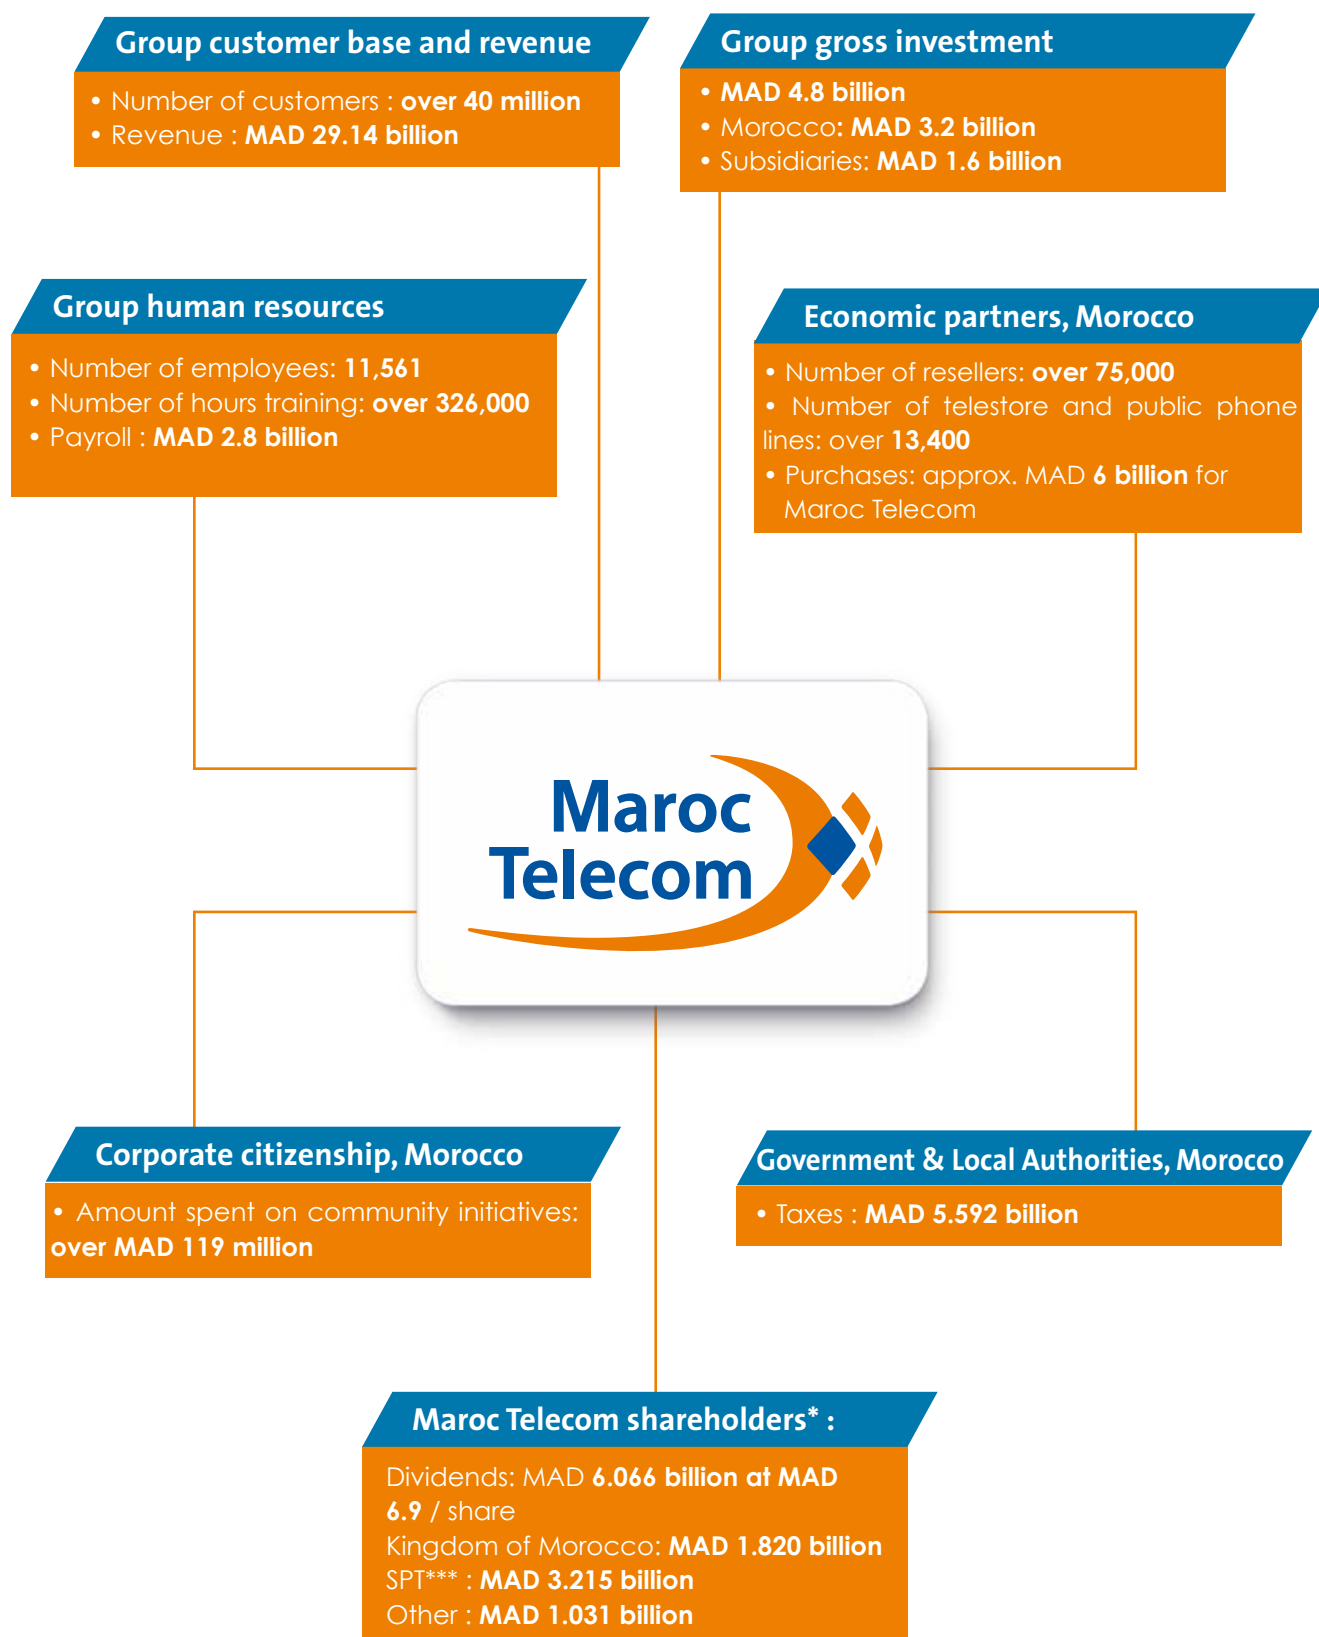 Group customer base and revenue
• Number of customers : over 40 million
• Revenue : MAD 29.14 billion
Group gross investment
• MAD 4.8 billion
• Morocco: MAD 3.2 billion
• Subsidiaries: MAD 1.6 billion
Group human resources
• Number of employees: 11,561
• Number of hours training: over 326,000
• Payroll : MAD 2.8 billion
Economic partners, Morocco
• Number of resellers: over 75,000
• Number of telestore and public phone
lines: over 13,400
• Purchases: approx. MAD 6 billion for
Maroc Telecom
Maroc
Telecom
Corporate citizenship, Morocco
• Amount spent on community initiatives:
over MAD 119 million
Government & Local Authorities, Morocco
• Taxes : MAD 5.592 billion
Maroc Telecom shareholders* :
Dividends: MAD 6.066 billion at MAD
6.9 / share
Kingdom of Morocco: MAD 1.820 billion
SPT*** : MAD 3.215 billion
Other : MAD 1.031 billion